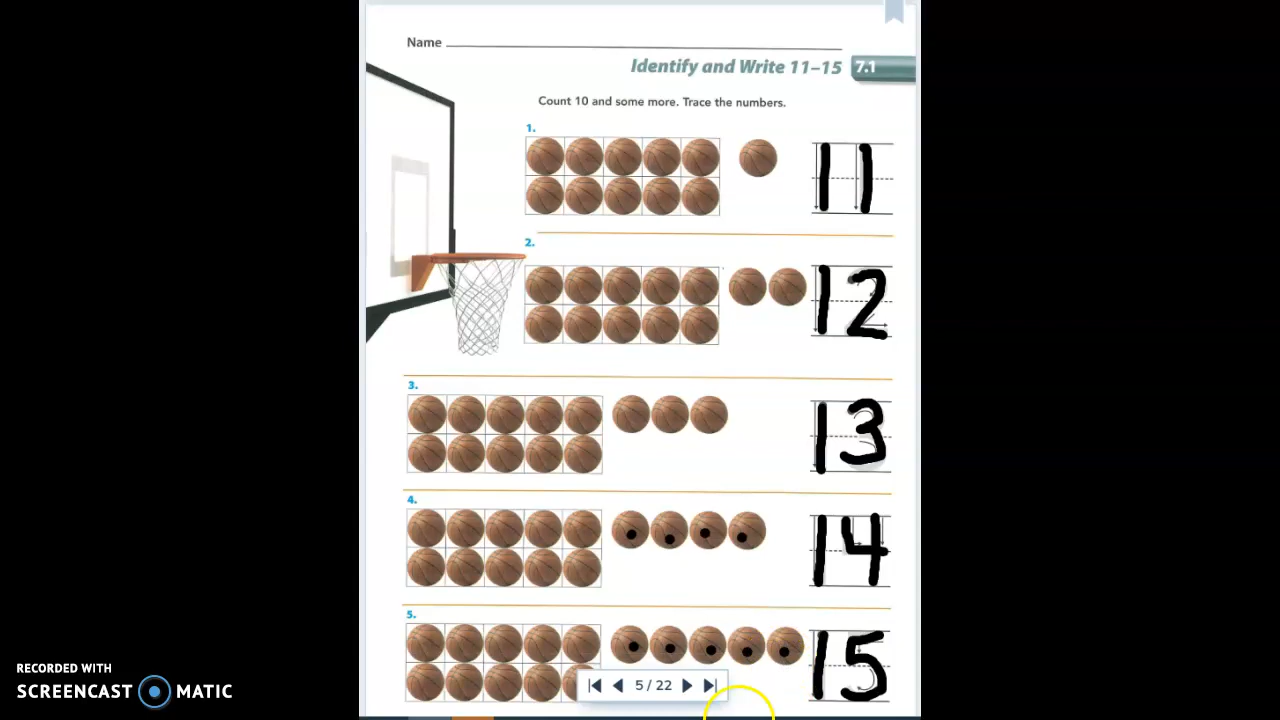 Name
Identify and Write 11–15 7.1
Count 10 and some more. Trace the numbers.
1.
11
2.
12
3.
13
4.
14
5.
15
5 / 22
RECORDED WITH
SCREENCAST MATIC